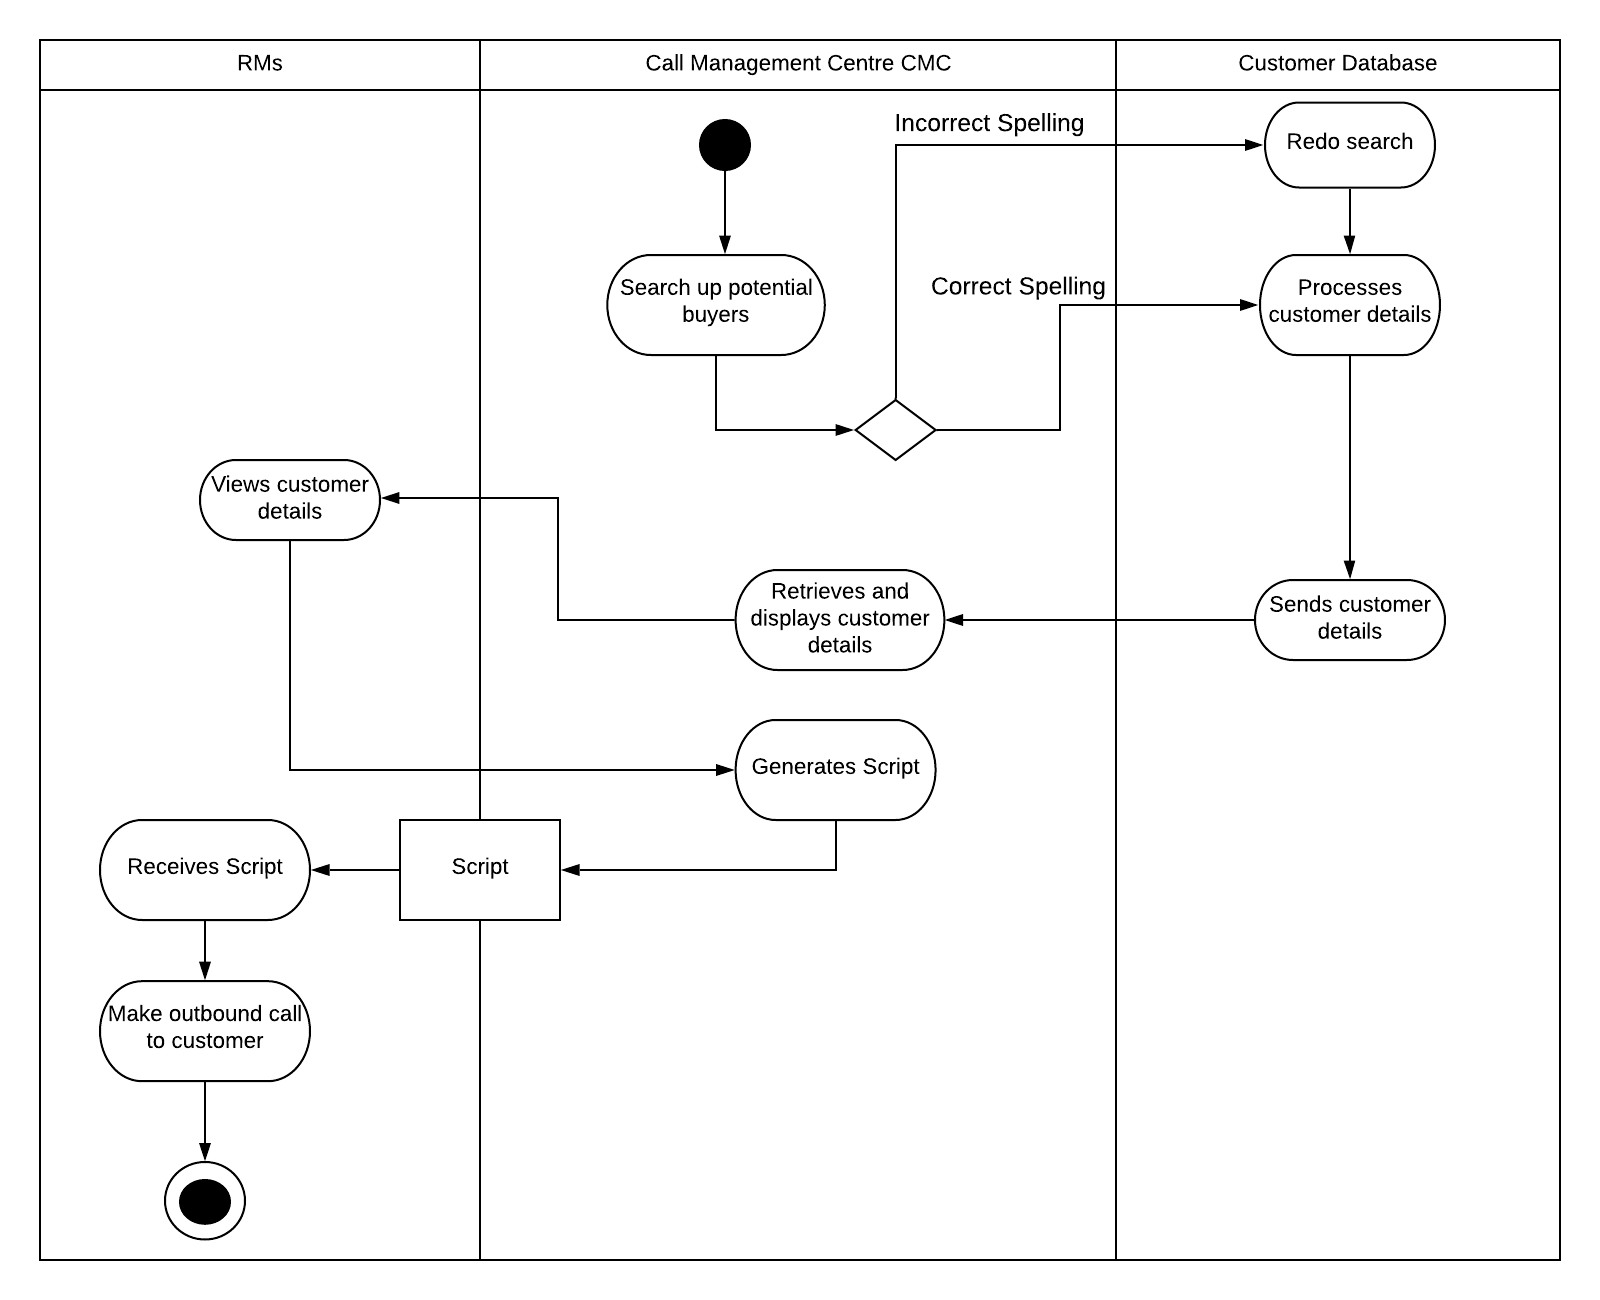 RMs
Call Management Centre CMC
Customer Database
Incorrect Spelling
Redo search
Search up potential
buyers
Correct Spelling
Processes
customer details
Views customer
details
Retrieves and
displays customer
details
Sends customer
details
Generates Script
Receives Script
Script
Make outbound call
to customer